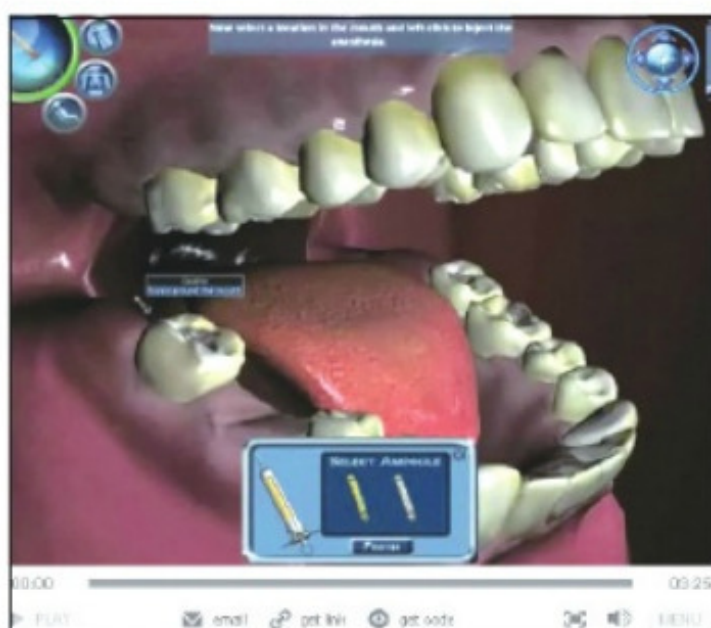 Now select a location in the mouth and left click to inject the
anesthesia.
SELECT AMPOULE
00:00
03:25
PLAY
email
get link
get code
MENU